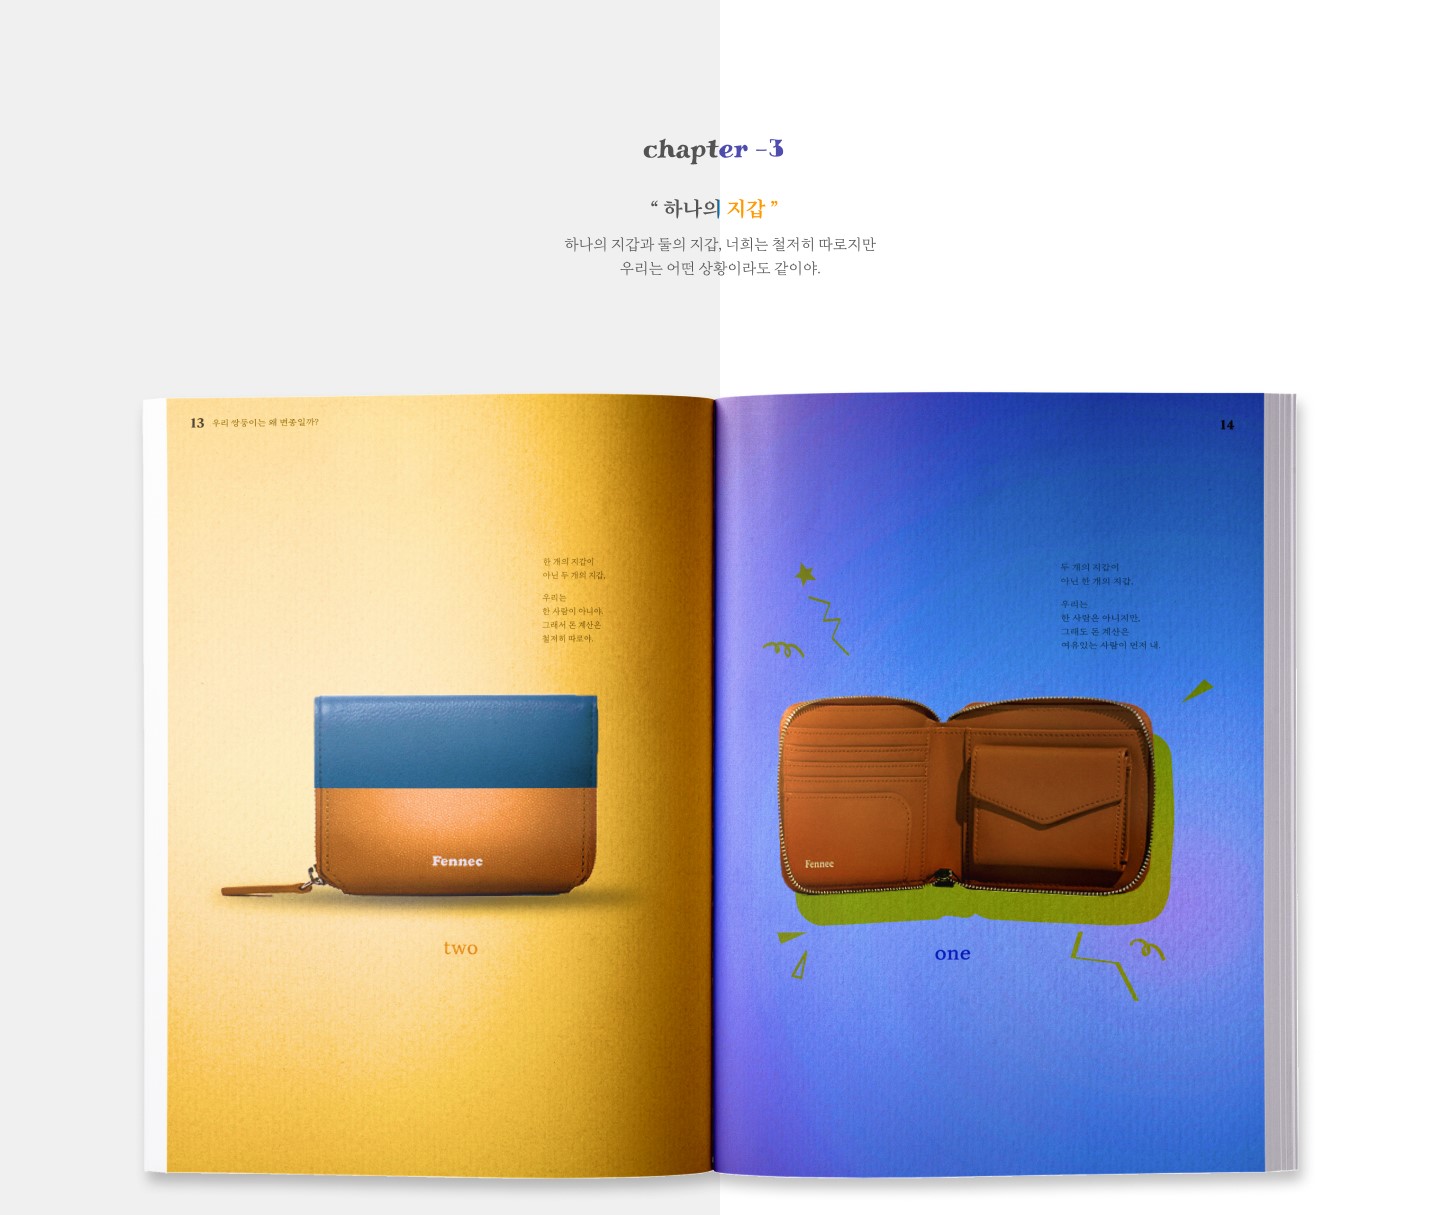 chapter -3
“ 하나의 지갑 ”
하나의 지갑과 둘의 지갑, 너희는 철저히 따로지만
우리는 어떤 상황이라도 같이야.
13 우리 쌍둥이는 왜 변종일까?
한 개의 지갑이
아닌 두 개의 지갑,
우리는
한 사람이 아니야.
그래서 돈 계산은
철저히 따로야.
Fennec
two
14
두 개의 지갑이
아닌 한 개의 지갑,
우리는
한 사람은 아니지만,
그래도 돈 계산은
여유있는 사람이 먼저 내.
Fennec
one